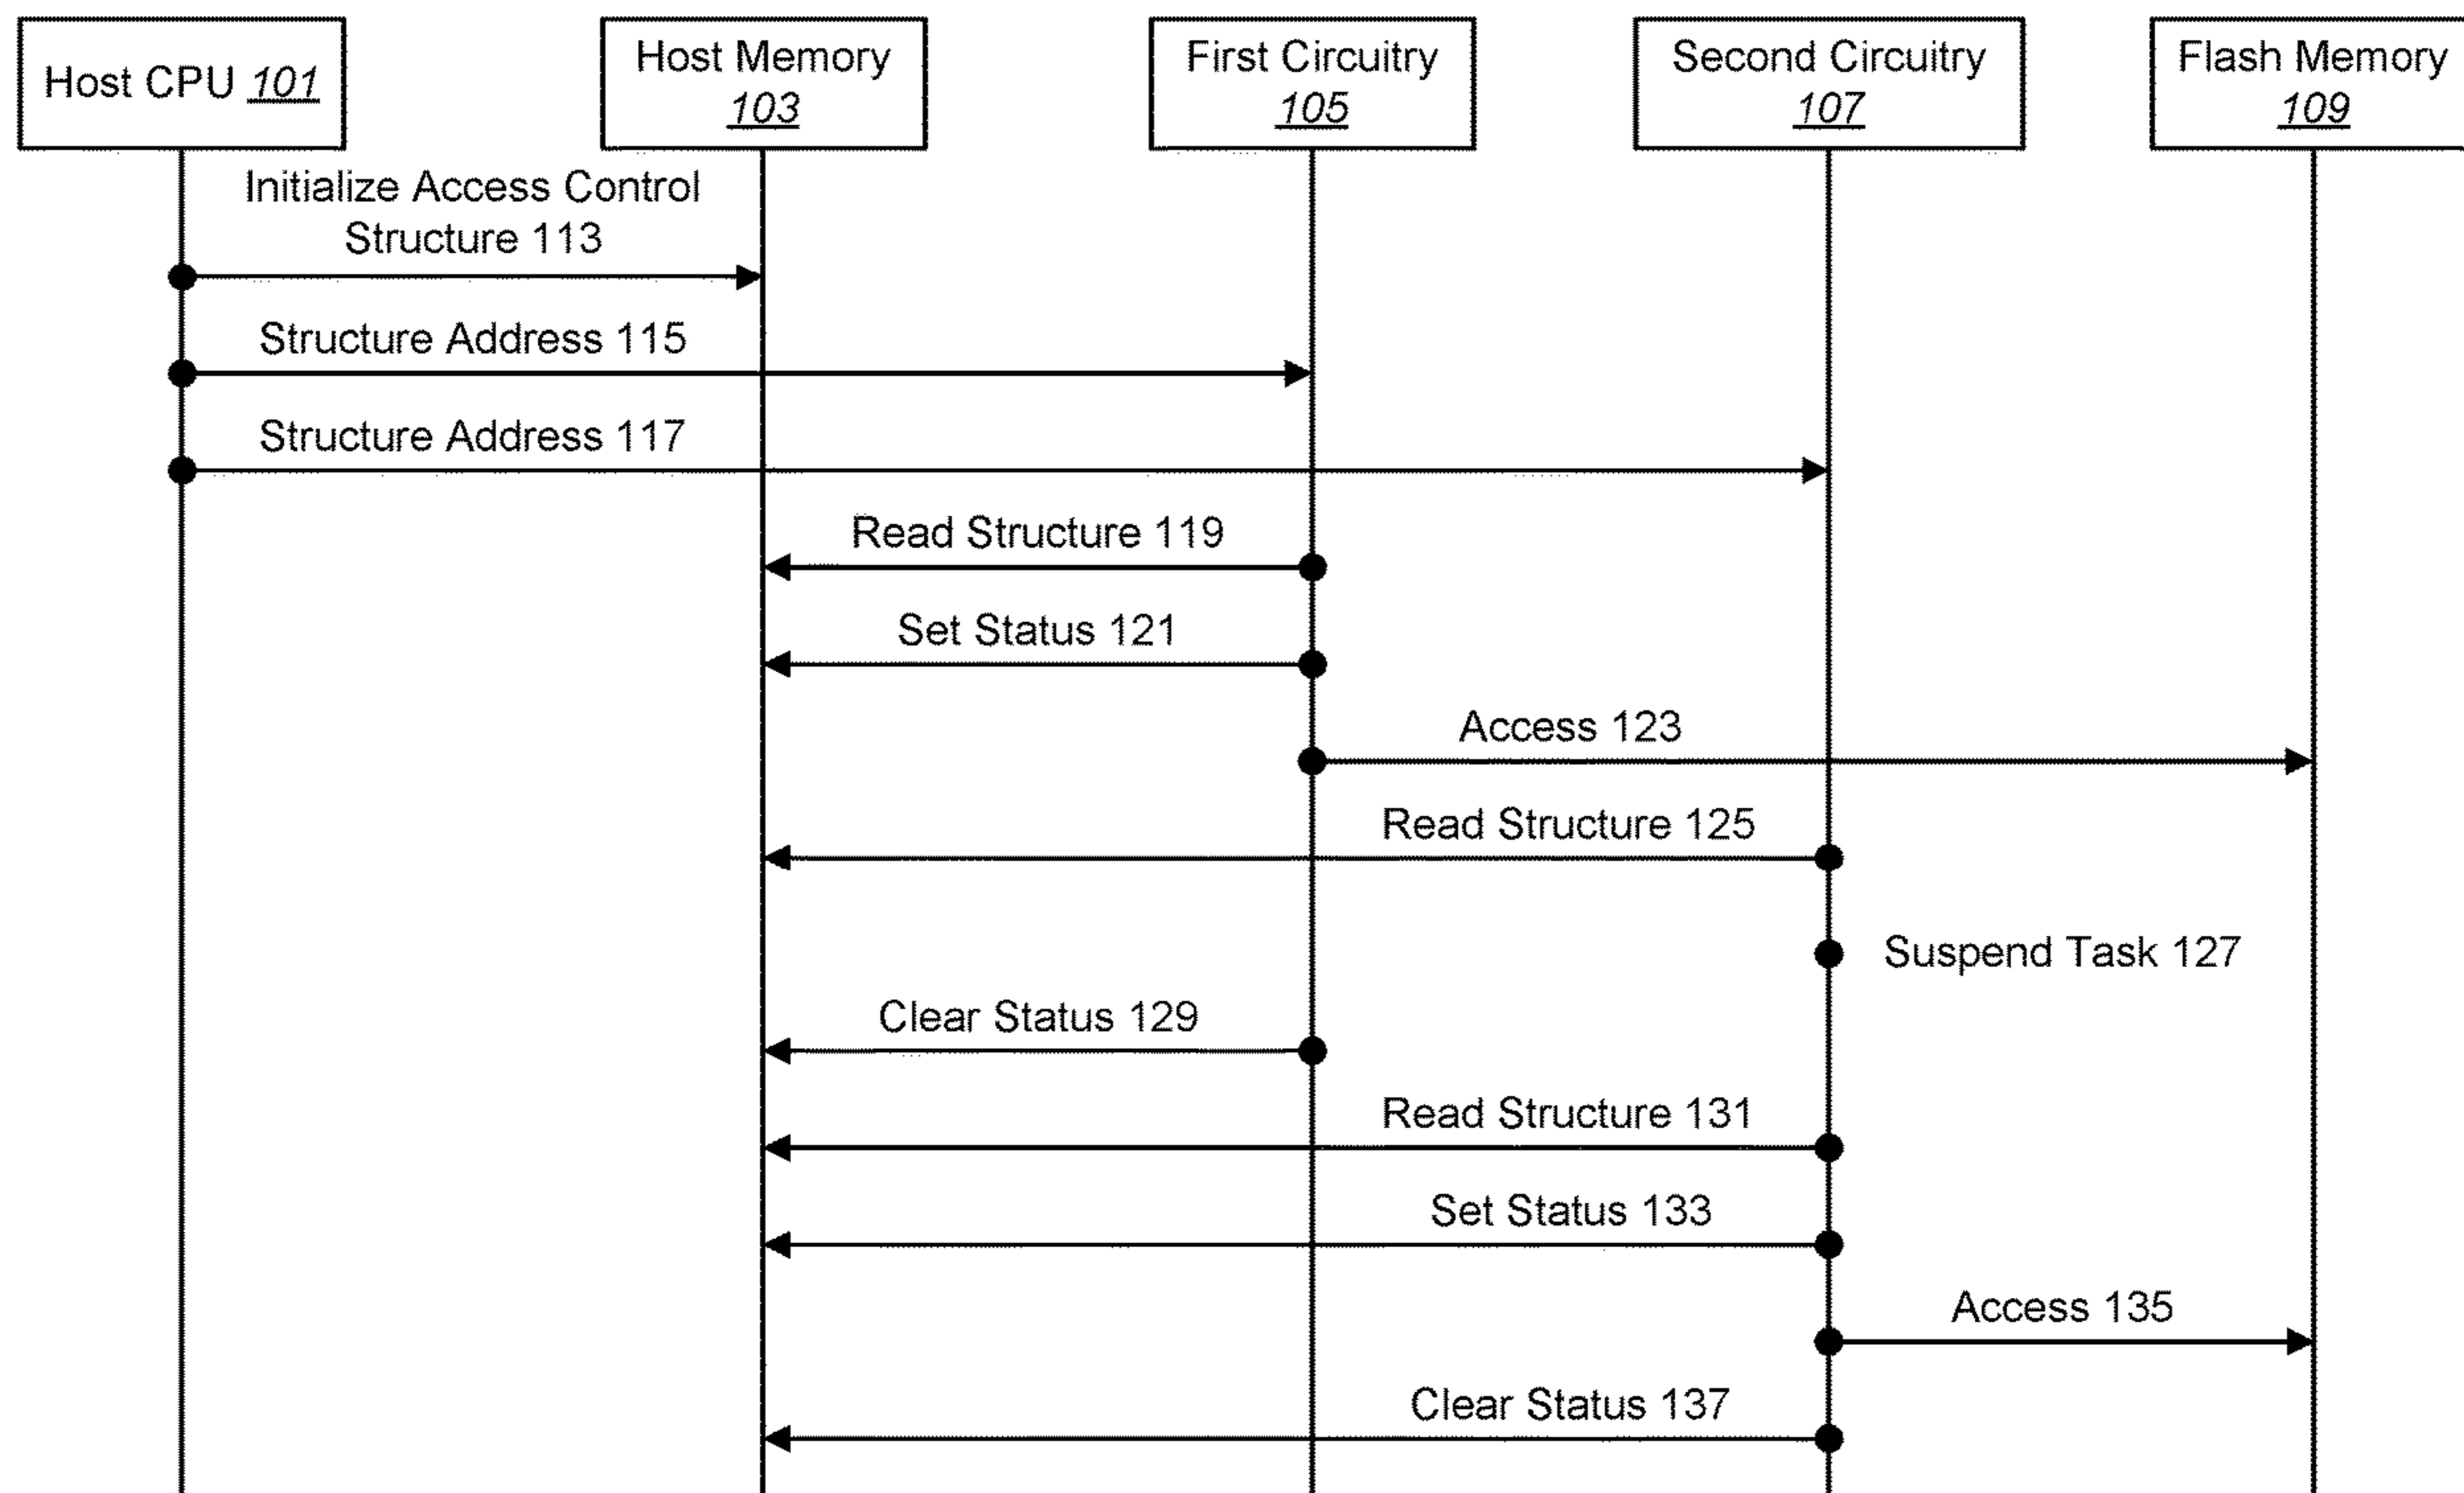 Host CPU 101
Host Memory
103
First Circuitry
105
Second Circuitry
107
Flash Memory
109
Initialize Access Control
Structure 113
Structure Address 115
Structure Address 117
Read Structure 119
Set Status 121
Access 123
Read Structure 125
Suspend Task 127
Clear Status 129
Read Structure 131
Set Status 133
Access 135
Clear Status 137